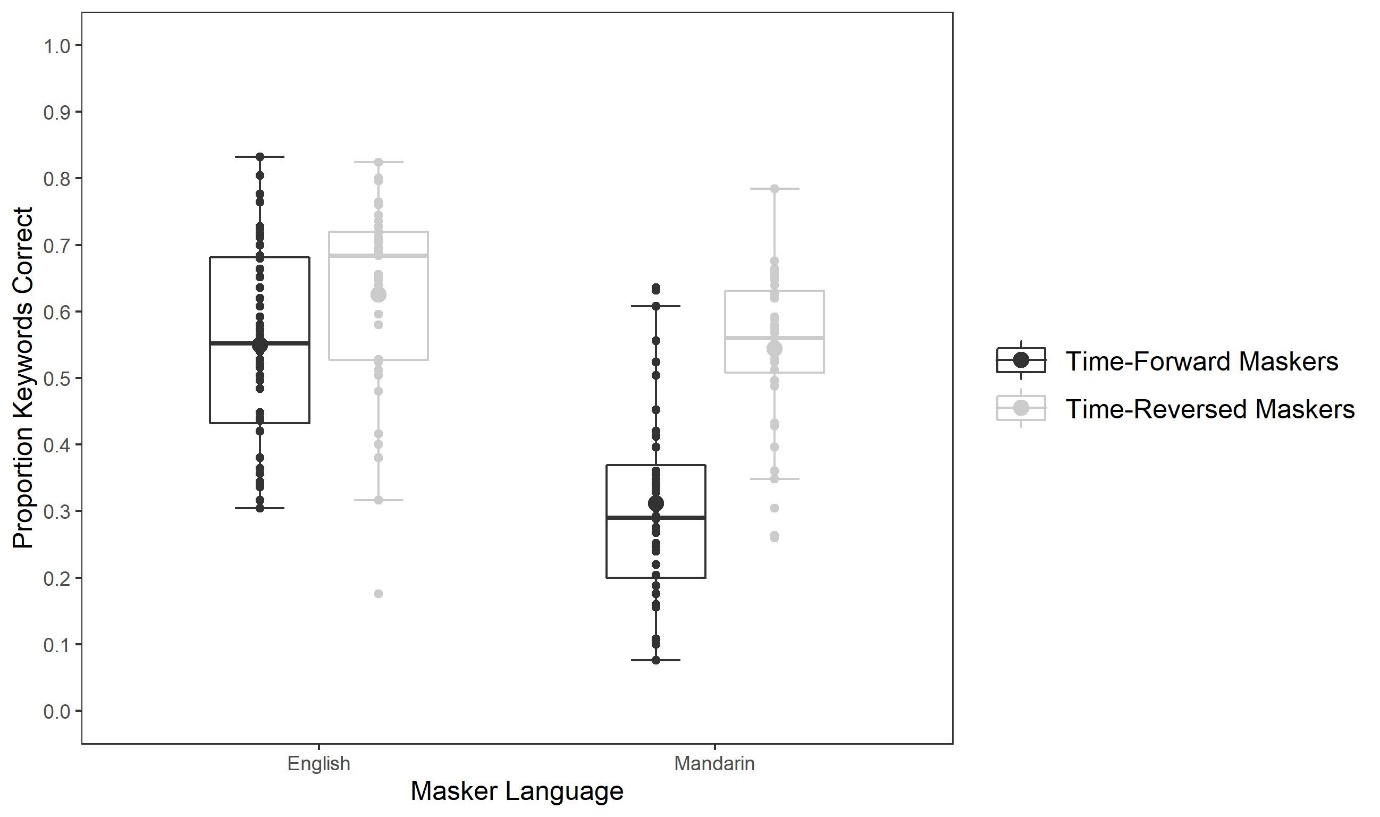 Proportion Keywords Correct
1.0
0.9
0.8
0.7
0.6
0.5
0.4
0.3
0.2
0.1
0.0
English Mandarin
Masker Language
Time-Forward Maskers
Time-Reversed Maskers